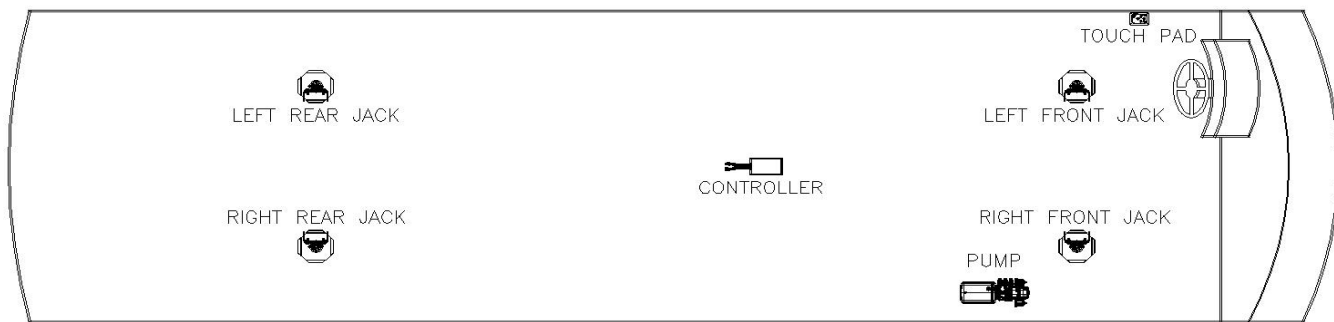 TOUCH PAD
LEFT REAR JACK
LEFT FRONT JACK
CONTROLLER
RIGHT REAR JACK
RIGHT FRONT JACK
PUMP